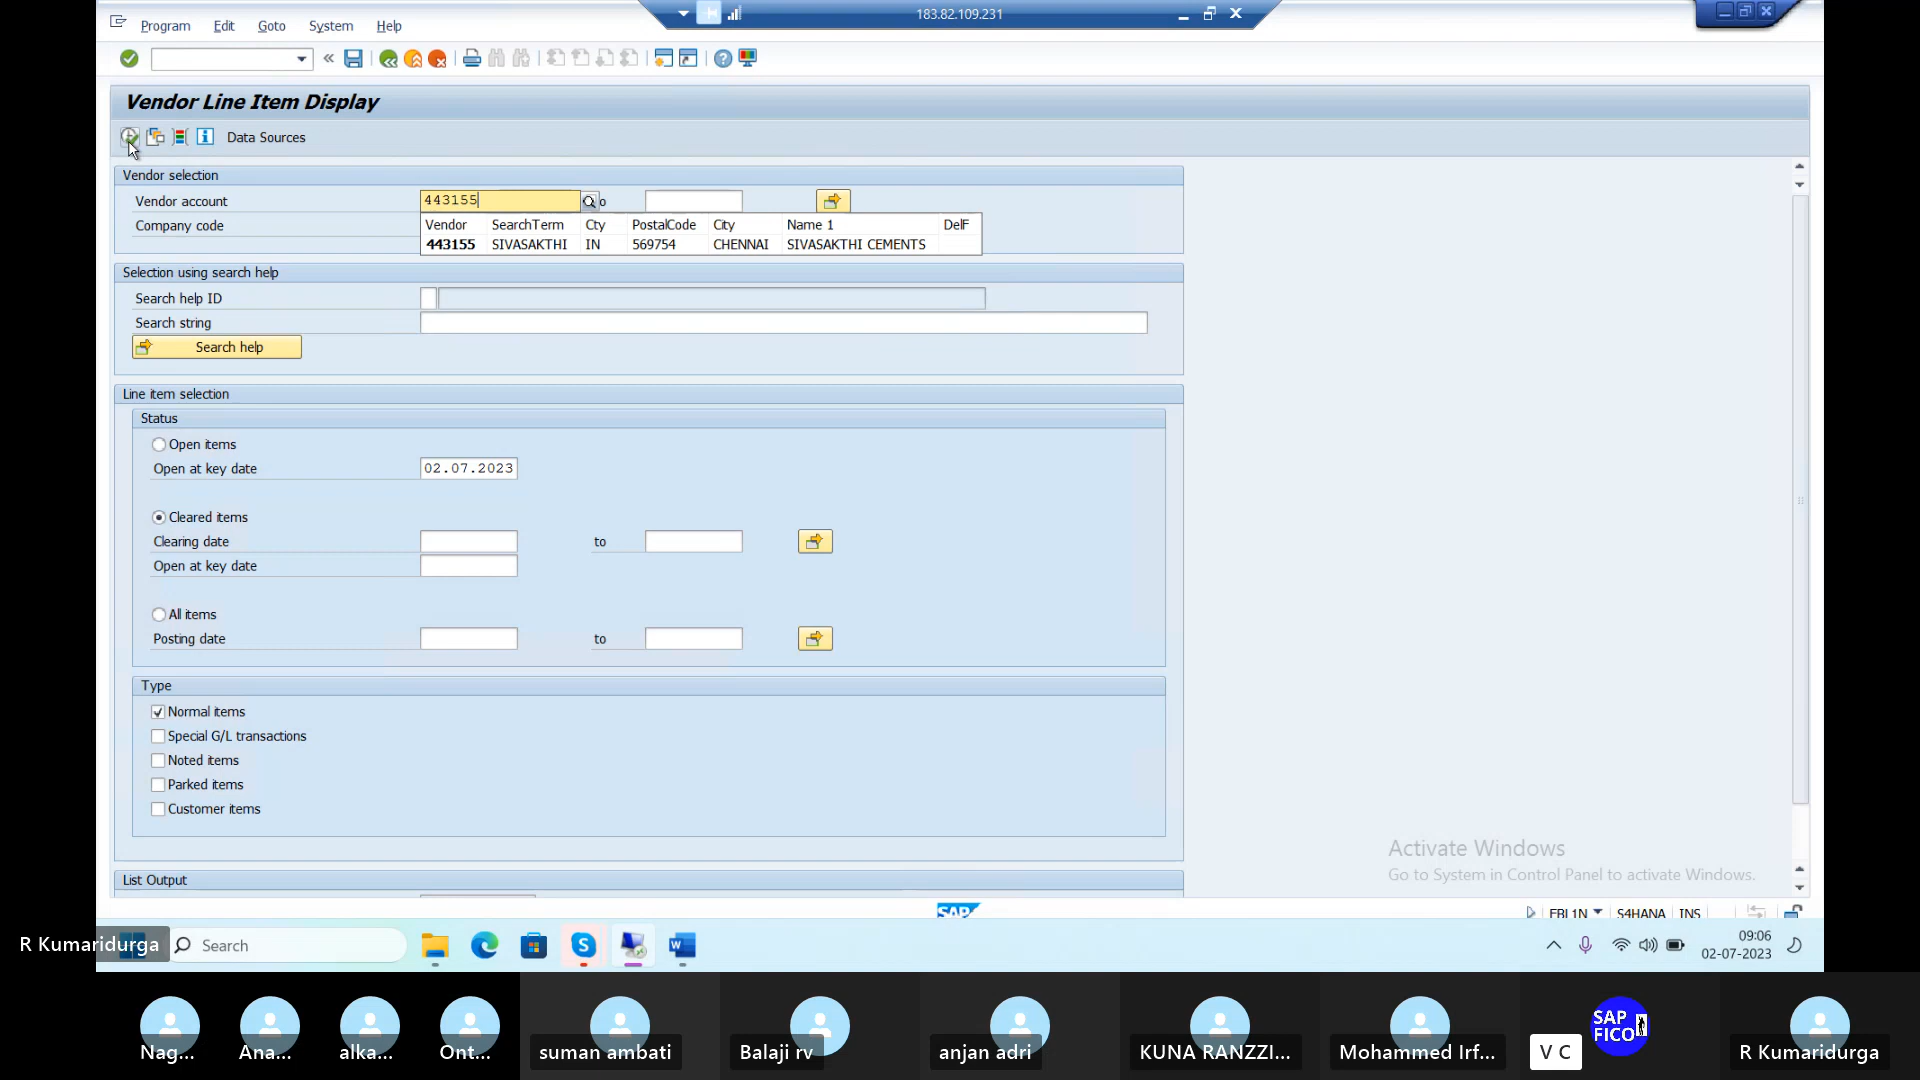 183.82.109.231
Program Edit Goto System Help
Vendor Line Item Display
Data Sources
Vendor selection
Vendor account 443155 o
Company code
Vendor SearchTerm Cty PostalCode City Name 1 DelF
443155 SIVASAKTHI IN 569754 CHENNAI SIVASAKTHI CEMENTS
Selection using search help
Search help ID
Search string
Search help
Line item selection
Status
Open items
Open at key date 02.07.2023
Cleared items
Clearing date to
Open at key date
All items
Posting date to
Type
Normal items
Special G/L transactions
Noted items
Parked items
Customer items
Activate Windows
Go to System in Control Panel to activate Windows.
List Output
SAP
FBL1N S4HANA INS
R Kumaridurga
Search
09:06
02-07-2023
SAP
FICO
Nag... Ana... alka... Ont... suman ambati Balaji rv anjan adri KUNA RANZZI... Mohammed Irf... V C R Kumaridurga